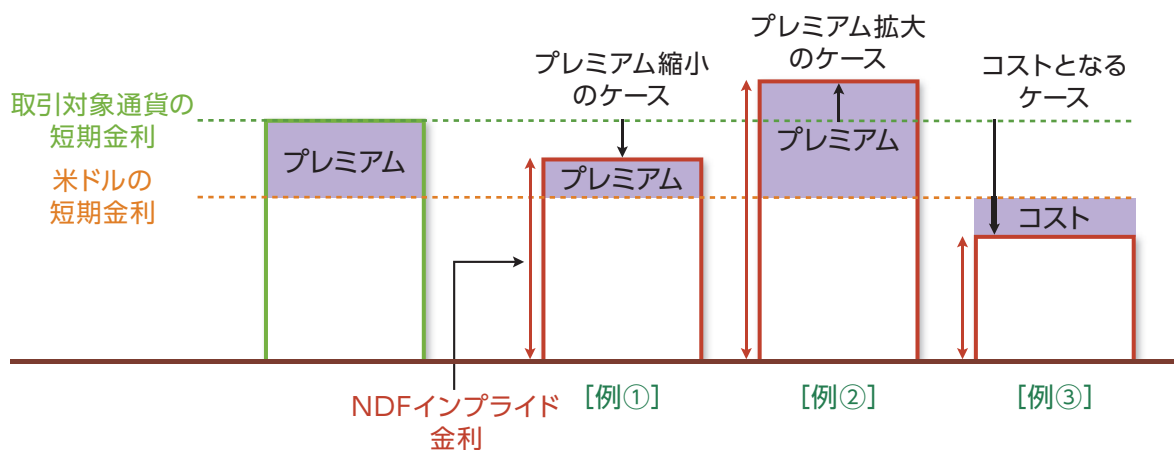 取引対象通貨の
短期金利
米ドルの
短期金利
プレミアム
プレミアム縮小
のケース
プレミアム
プレミアム拡大
のケース
プレミアム
コストとなる
ケース
コスト
NDFインプライド
金利
[例①]
[例②]
[例③]